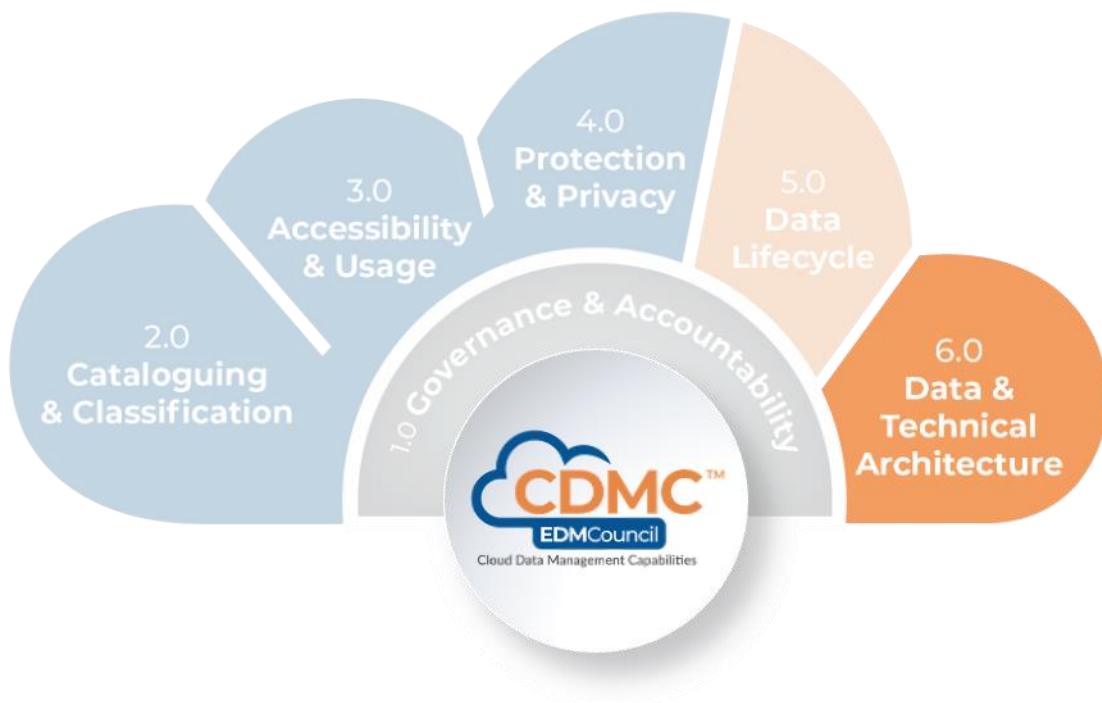 4.0
Protection
& Privacy
3.0
Accessibility
& Usage
5.0
Data
Lifecycle
2.0
Cataloguing
& Classification
1.0 Governance & Accountability
6.0
Data &
Technical
Architecture
CDMC™
EDMCouncil
Cloud Data Management Capabilities